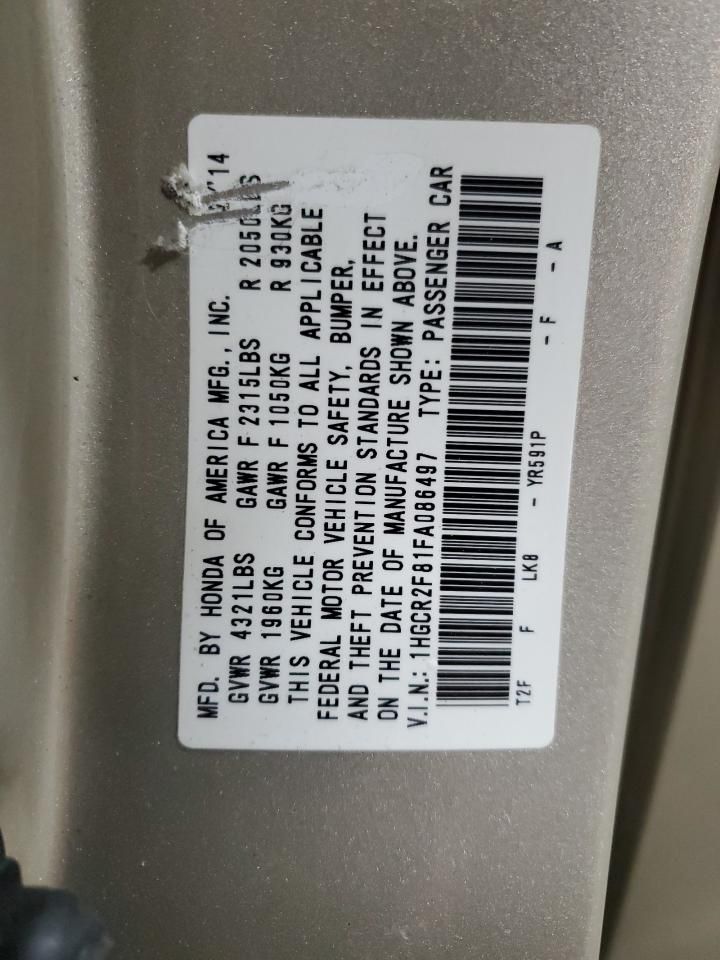 MFD. BY HONDA OF AMERICA MFG., INC. /14
GVWR 4321LBS GAWR F 2315LBS R 2050LBS
GVWR 1960KG GAWR F 1050KG R 930KG
THIS VEHICLE CONFORMS TO ALL APPLICABLE
FEDERAL MOTOR VEHICLE SAFETY, BUMPER,
AND THEFT PREVENTION STANDARDS IN EFFECT
ON THE DATE OF MANUFACTURE SHOWN ABOVE.
V.I.N.: 1HGCR2F81FA086497 TYPE: PASSENGER CAR
T2F F LK8 - YR591P - F - A